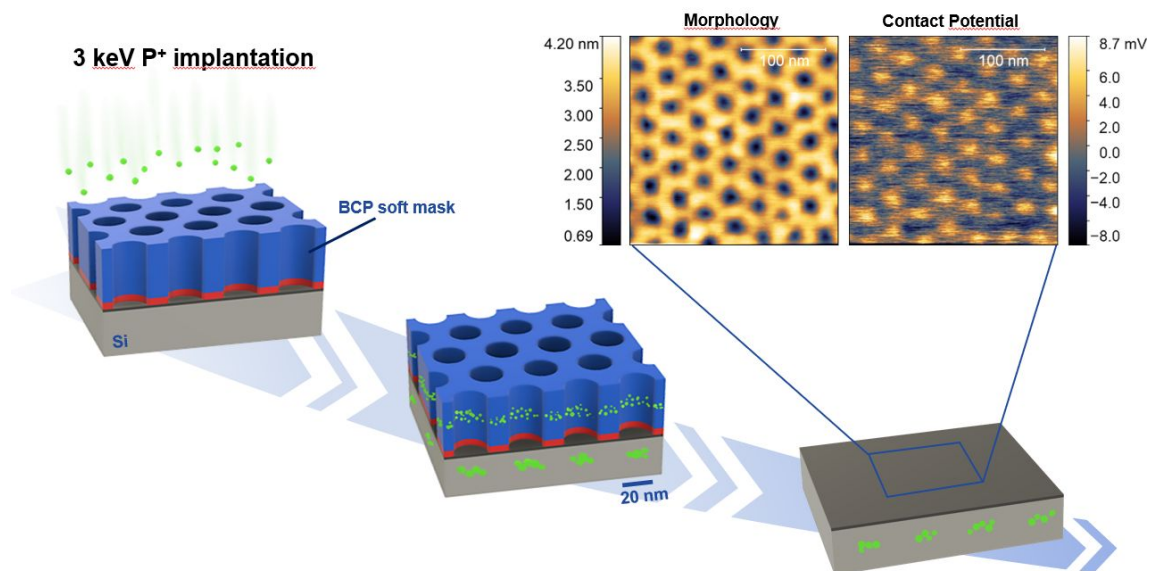 3 keV P⁺ implantation
BCP soft mask
Si
20 nm
Morphology
4.20 nm
3.50
3.00
2.50
2.00
1.50
0.69
100 nm
Contact Potential
100 nm
8.7 mV
6.0
4.0
2.0
0.0
−2.0
−4.0
−8.0